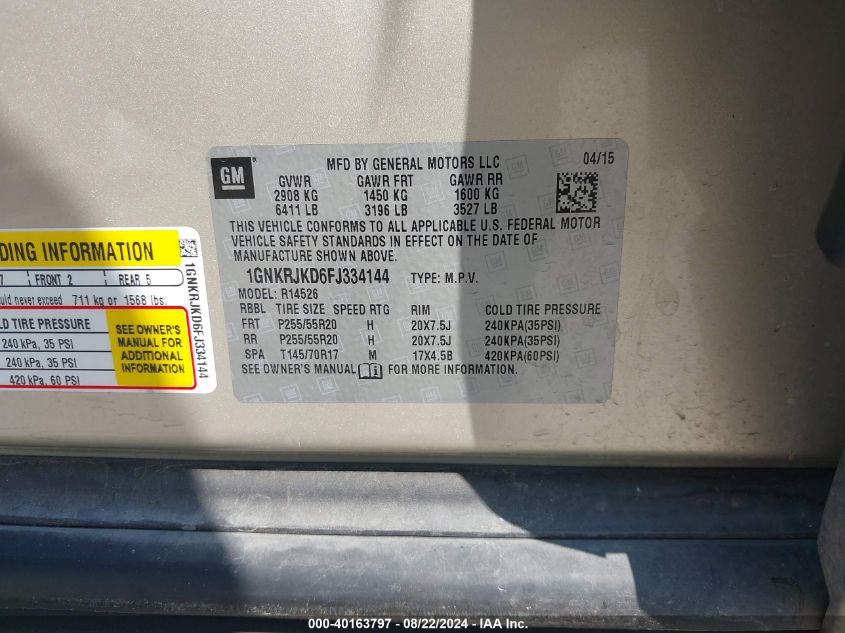 GM
MFD BY GENERAL MOTORS LLC 04/15
GVWR GAWR FRT GAWR RR
2908 KG 1450 KG 1600 KG
6411 LB 3196 LB 3527 LB
THIS VEHICLE CONFORMS TO ALL APPLICABLE U.S. FEDERAL MOTOR
VEHICLE SAFETY STANDARDS IN EFFECT ON THE DATE OF
MANUFACTURE SHOWN ABOVE.
1GNKRJKD6FJ334144 TYPE: M.P.V.
MODEL: R14526
RBBL TIRE SIZE SPEED RTG RIM COLD TIRE PRESSURE
FRT P255/55R20 H 20X7.5J 240KPA(35PSI)
RR P255/55R20 H 20X7.5J 240KPA(35PSI)
SPA T145/70R17 M 17X4.5B 420KPA(60PSI)
SEE OWNER'S MANUAL FOR MORE INFORMATION.
DING INFORMATION
7 FRONT 2 REAR 5
ould never exceed 711 kg or 1568 lbs.
OLD TIRE PRESSURE
240 kPa, 35 PSI
240 kPa, 35 PSI
420 kPa, 60 PSI
SEE OWNER'S
MANUAL FOR
ADDITIONAL
INFORMATION
1GNKRJKD6FJ334144
000-40163797 - 08/22/2024 - IAA Inc.